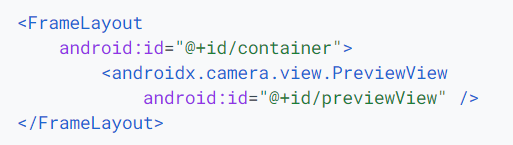 <FrameLayout
    android:id="@+id/container">
        <androidx.camera.view.PreviewView
            android:id="@+id/previewView" />
</FrameLayout>